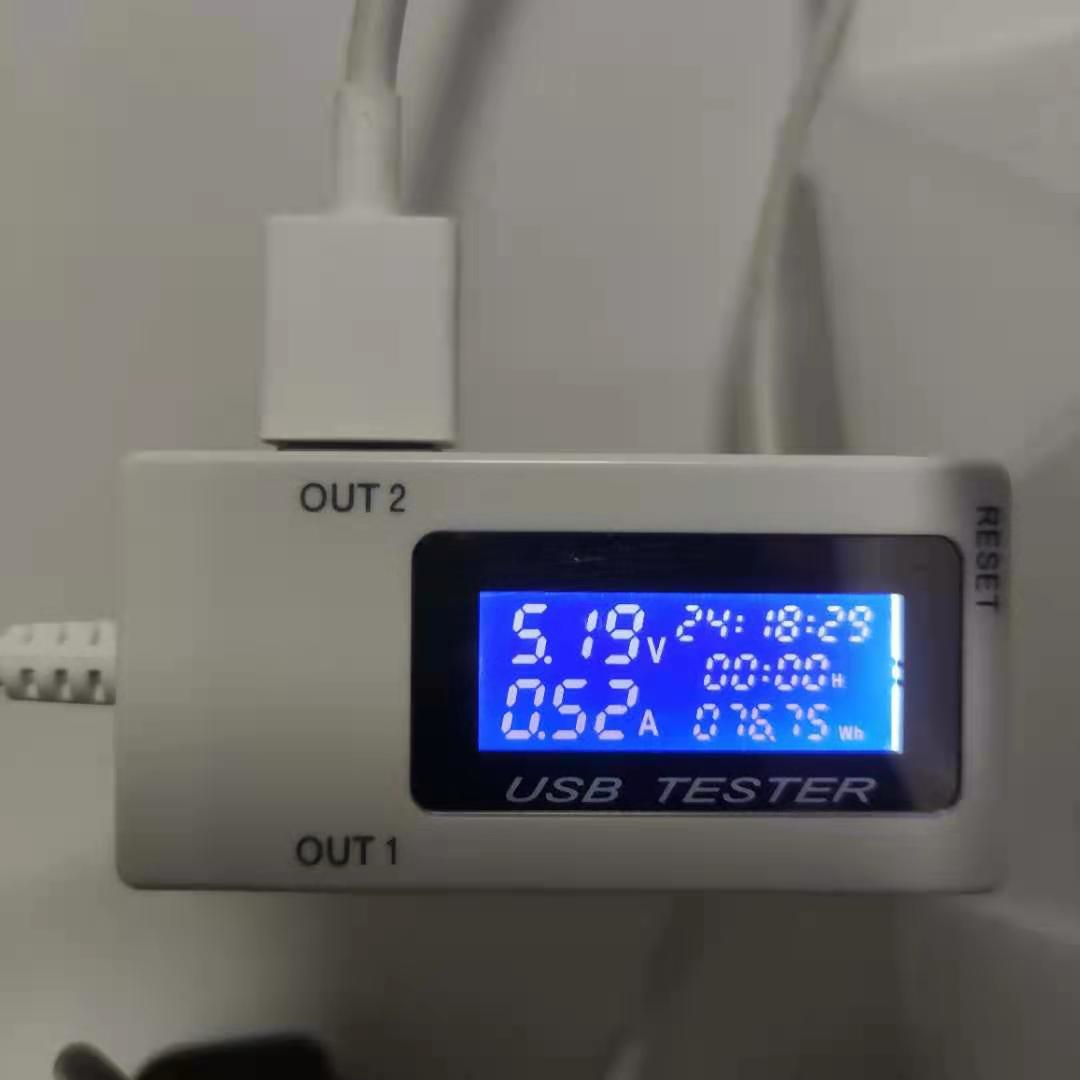 OUT 2
RESET
5.19V 24:18:29
00:00H
0.52A 076.75Wh
USB TESTER
OUT 1